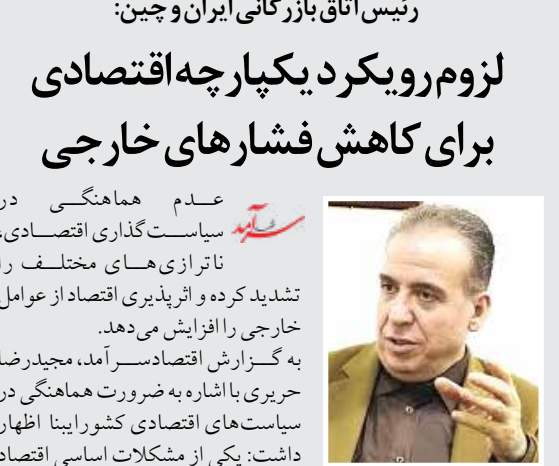 رئیس اتاق بازرگانی ایران و چین:
لزوم رویکرد یکپارچه اقتصادی
برای کاهش فشارهای خارجی
عدم هماهنگی در
سرآمد
سیاست‌گذاری اقتصادی،
ناترازی‌های مختلف را
تشدید کرده و اثرپذیری اقتصاد از عوامل
خارجی را افزایش می‌دهد.
به گزارش اقتصادسرآمد، مجیدرضا
حریری با اشاره به ضرورت هماهنگی در
سیاست‌های اقتصادی کشور ایبنا اظهار
داشت: یکی از مشکلات اساسی اقتصاد